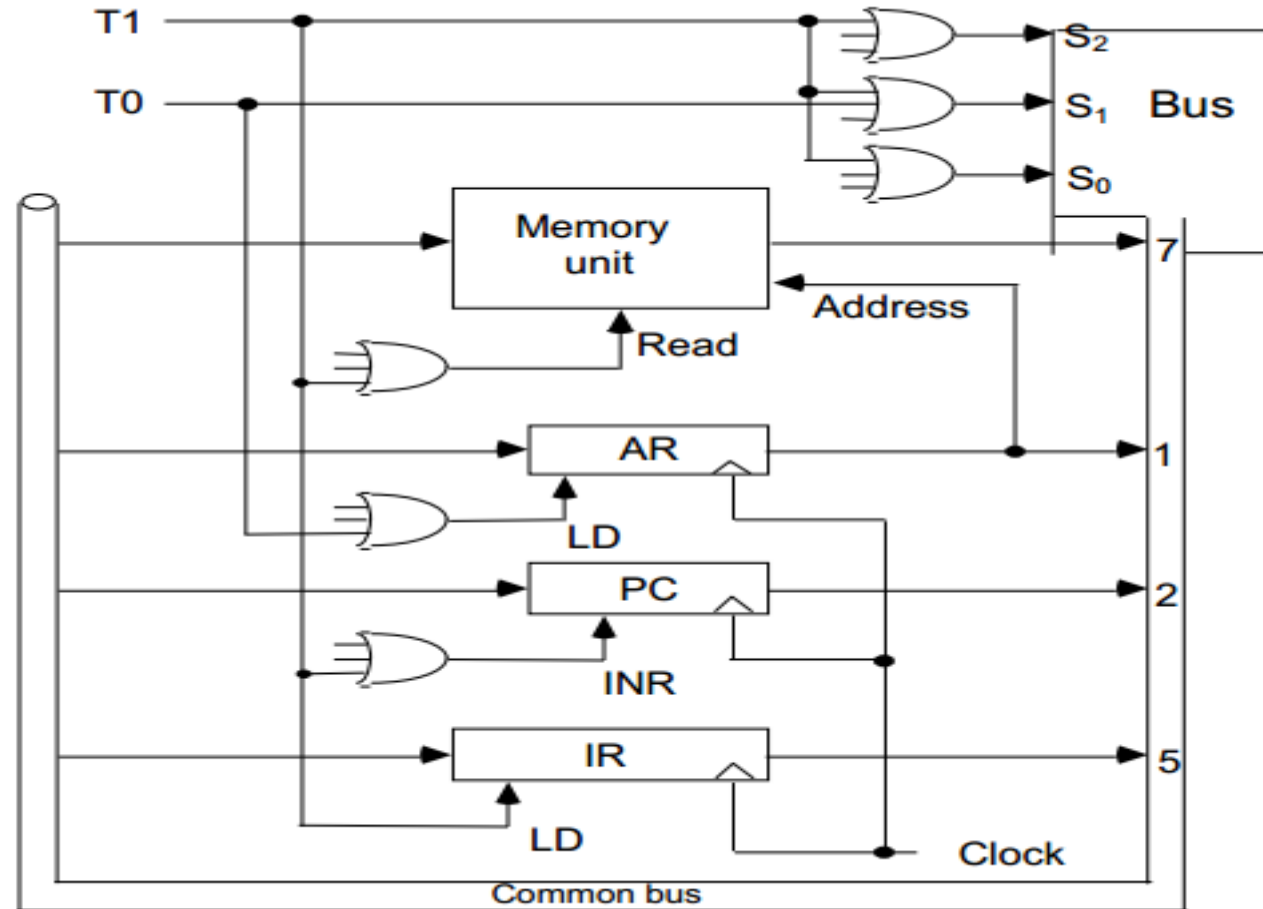 T1
S₂
T0
S₁
Bus
S₀
Memory
unit
7
Address
Read
AR
1
LD
PC
2
INR
IR
5
LD
Clock
Common bus